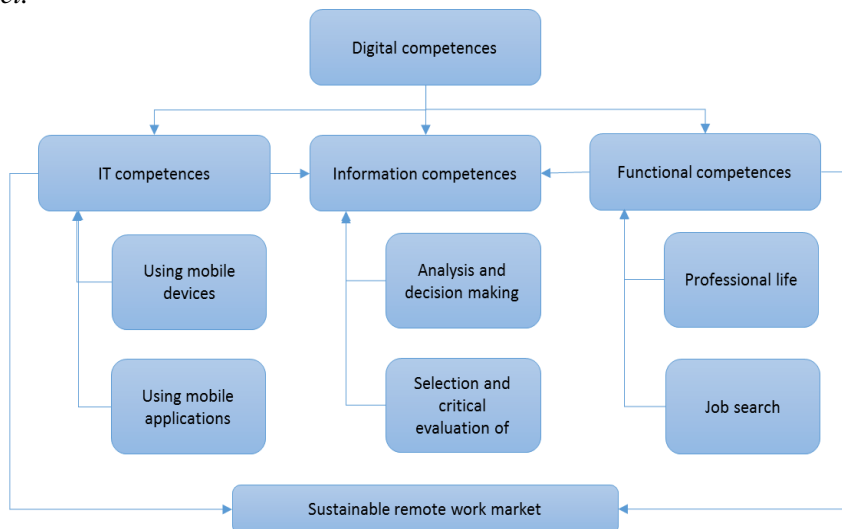 Digital competences
IT competences
Information competences
Functional competences
Using mobile
devices
Analysis and
decision making
Professional life
Using mobile
applications
Selection and
critical
evaluation of
Job search
Sustainable remote work market